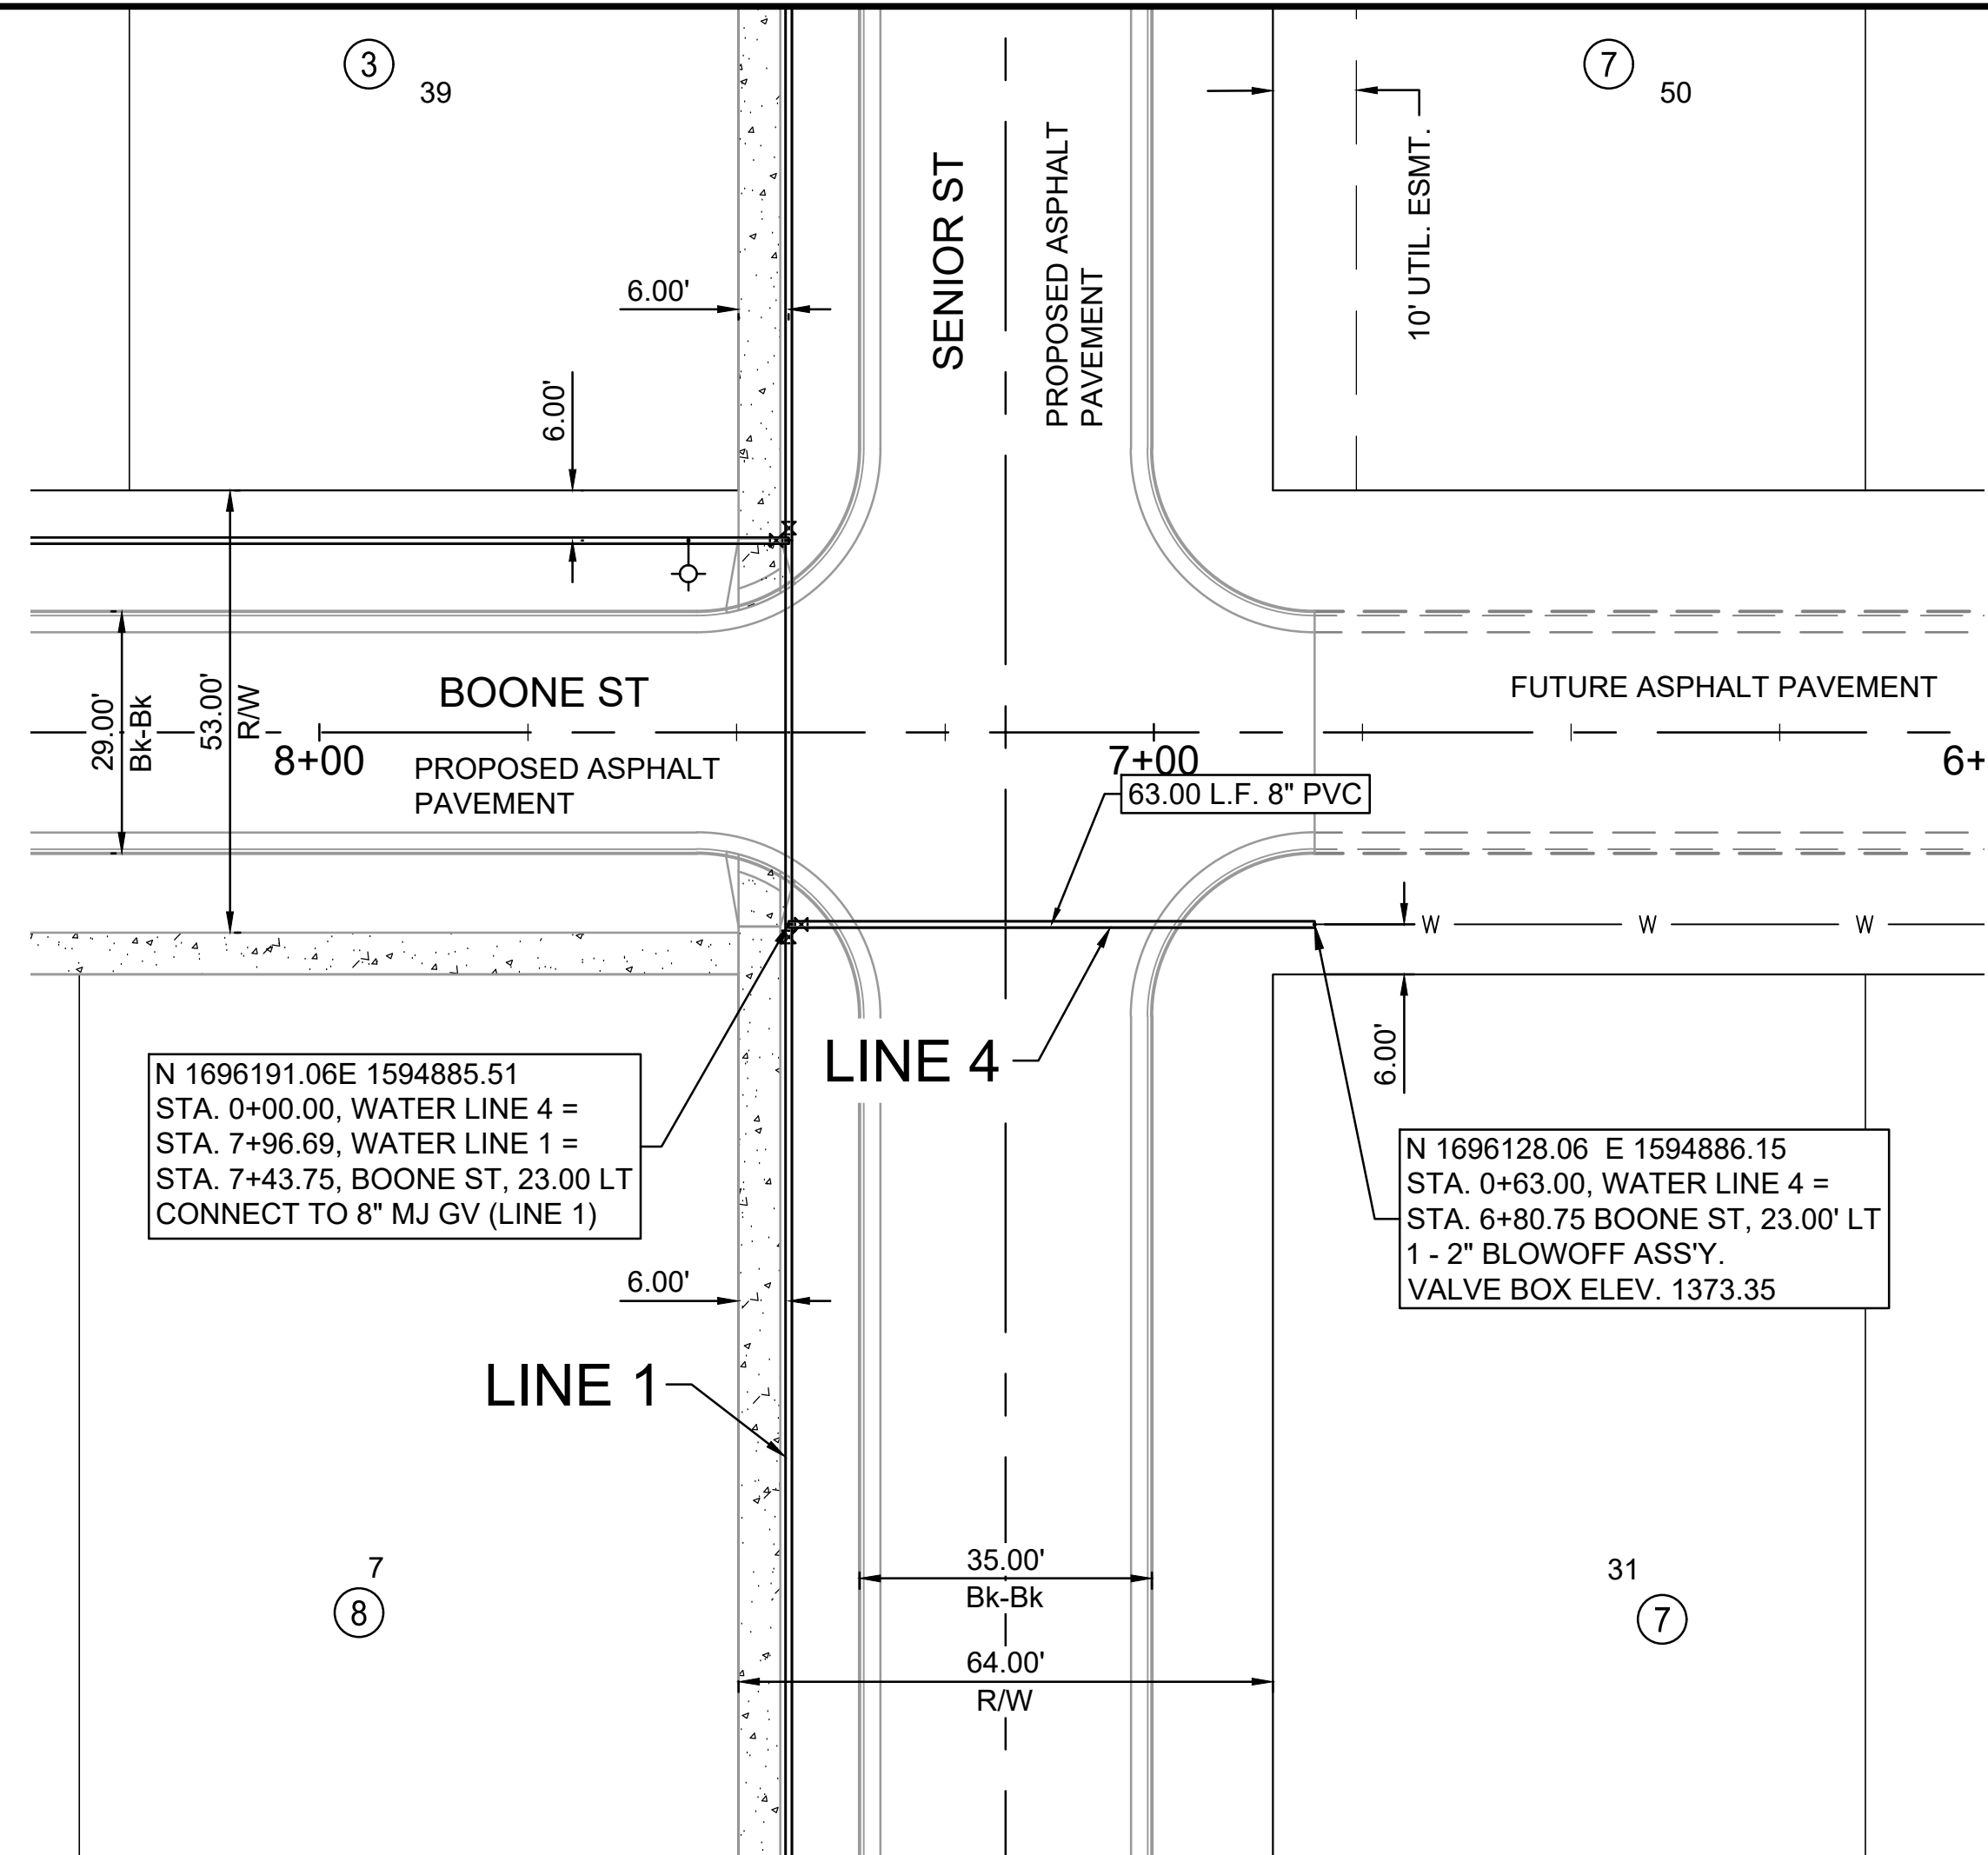 3
39
7
50
SENIOR ST
PROPOSED ASPHALT
PAVEMENT
10' UTIL. ESMT.
6.00'
6.00'
29.00'
Bk-Bk
53.00'
R/W
BOONE ST
FUTURE ASPHALT PAVEMENT
8+00
7+00
6+
PROPOSED ASPHALT
PAVEMENT
63.00 L.F. 8" PVC
W W W
LINE 4
6.00'
N 1696191.06E 1594885.51
STA. 0+00.00, WATER LINE 4 =
STA. 7+96.69, WATER LINE 1 =
STA. 7+43.75, BOONE ST, 23.00 LT
CONNECT TO 8" MJ GV (LINE 1)
N 1696128.06 E 1594886.15
STA. 0+63.00, WATER LINE 4 =
STA. 6+80.75 BOONE ST, 23.00' LT
1 - 2" BLOWOFF ASS'Y.
VALVE BOX ELEV. 1373.35
6.00'
LINE 1
35.00'
Bk-Bk
7
8
31
7
64.00'
R/W